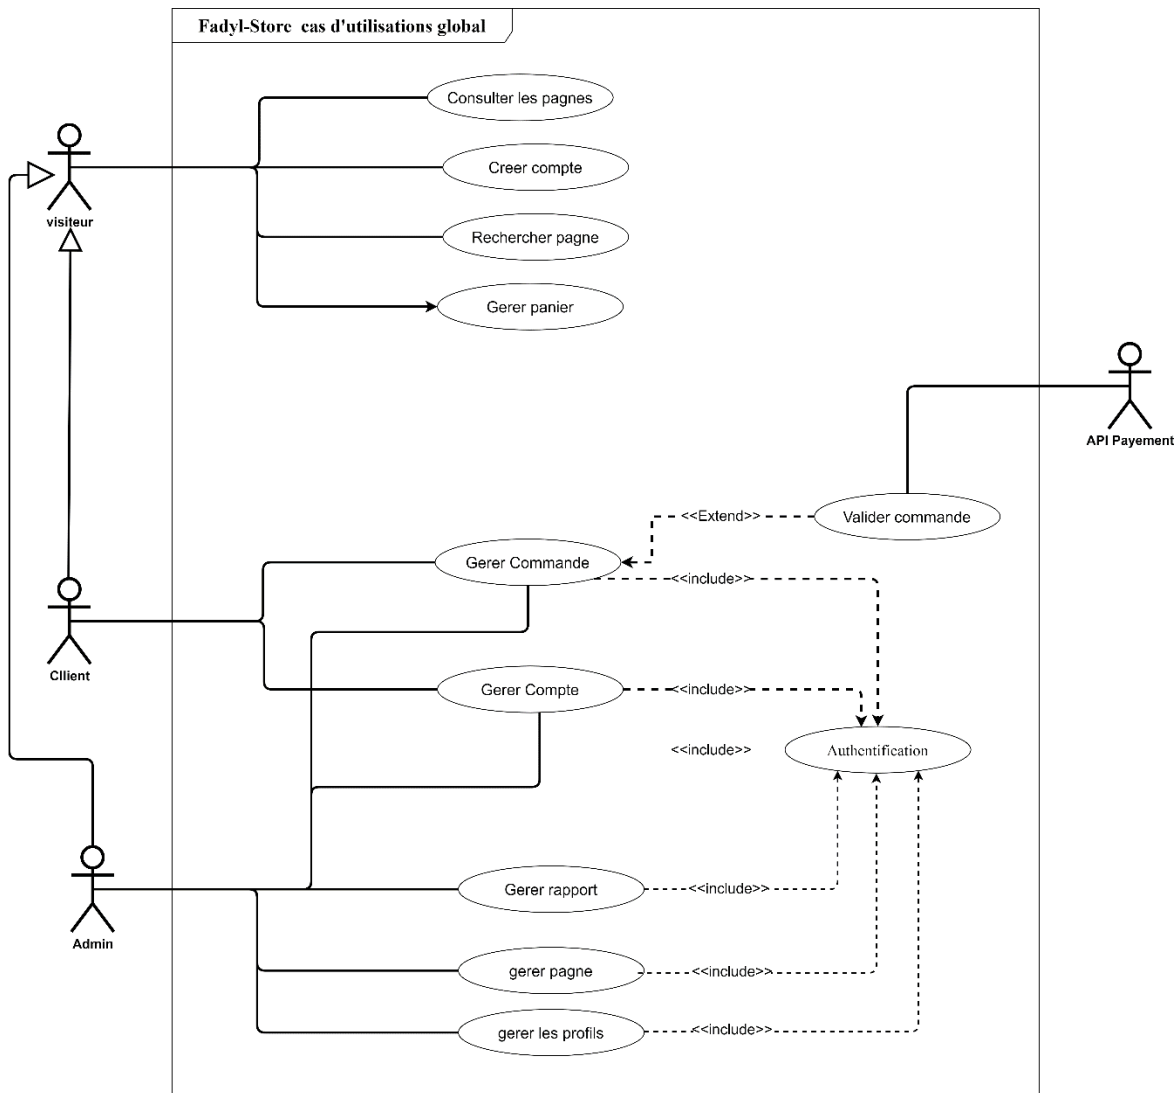 Fadyl-Store cas d'utilisations global
Consulter les pagnes
Creer compte
visiteur
Rechercher pagne
Gerer panier
API Payement
<<Extend>>
Valider commande
Gerer Commande
<<include>>
Cllient
Gerer Compte
<<include>>
<<include>>
Authentification
Admin
Gerer rapport
<<include>>
gerer pagne
<<include>>
gerer les profils
<<include>>